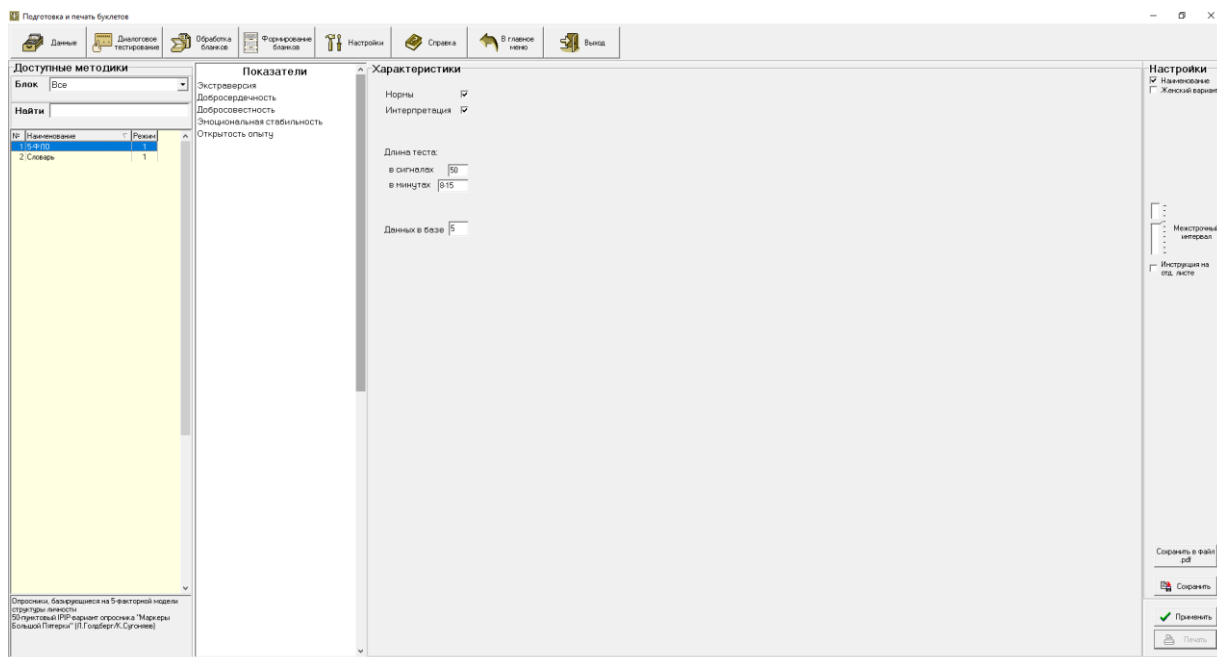 Подготовка и печать буклетов
Данные
Диалоговое
тестирование
Обработка
бланков
Формирование
бланков
Настройки
Справка
В главное
меню
Выход
Доступные методики
Блок Все
Найти
№ Наименование Режим
1 5-ФЛО 1
2 Словарь 1
Опросники, базирующиеся на 5-факторной модели
структуры личности
50-пунктовый IPIP-вариант опросника "Маркеры
Большой Пятерки" (Л.Голдберг/К.Сугоняев)
Показатели
Экстраверсия
Добросердечность
Добросовестность
Эмоциональная стабильность
Открытость опыту
Характеристики
Нормы
Интерпретация
Длина теста:
в сигналах 50
в минутах 8-15
Данных в базе 5
Настройки
Наименование
Женский вариант
Межстрочный
интервал
Инструкция на
отд. листе
Сохранить в файл
.pdf
Сохранить
Применить
Печать